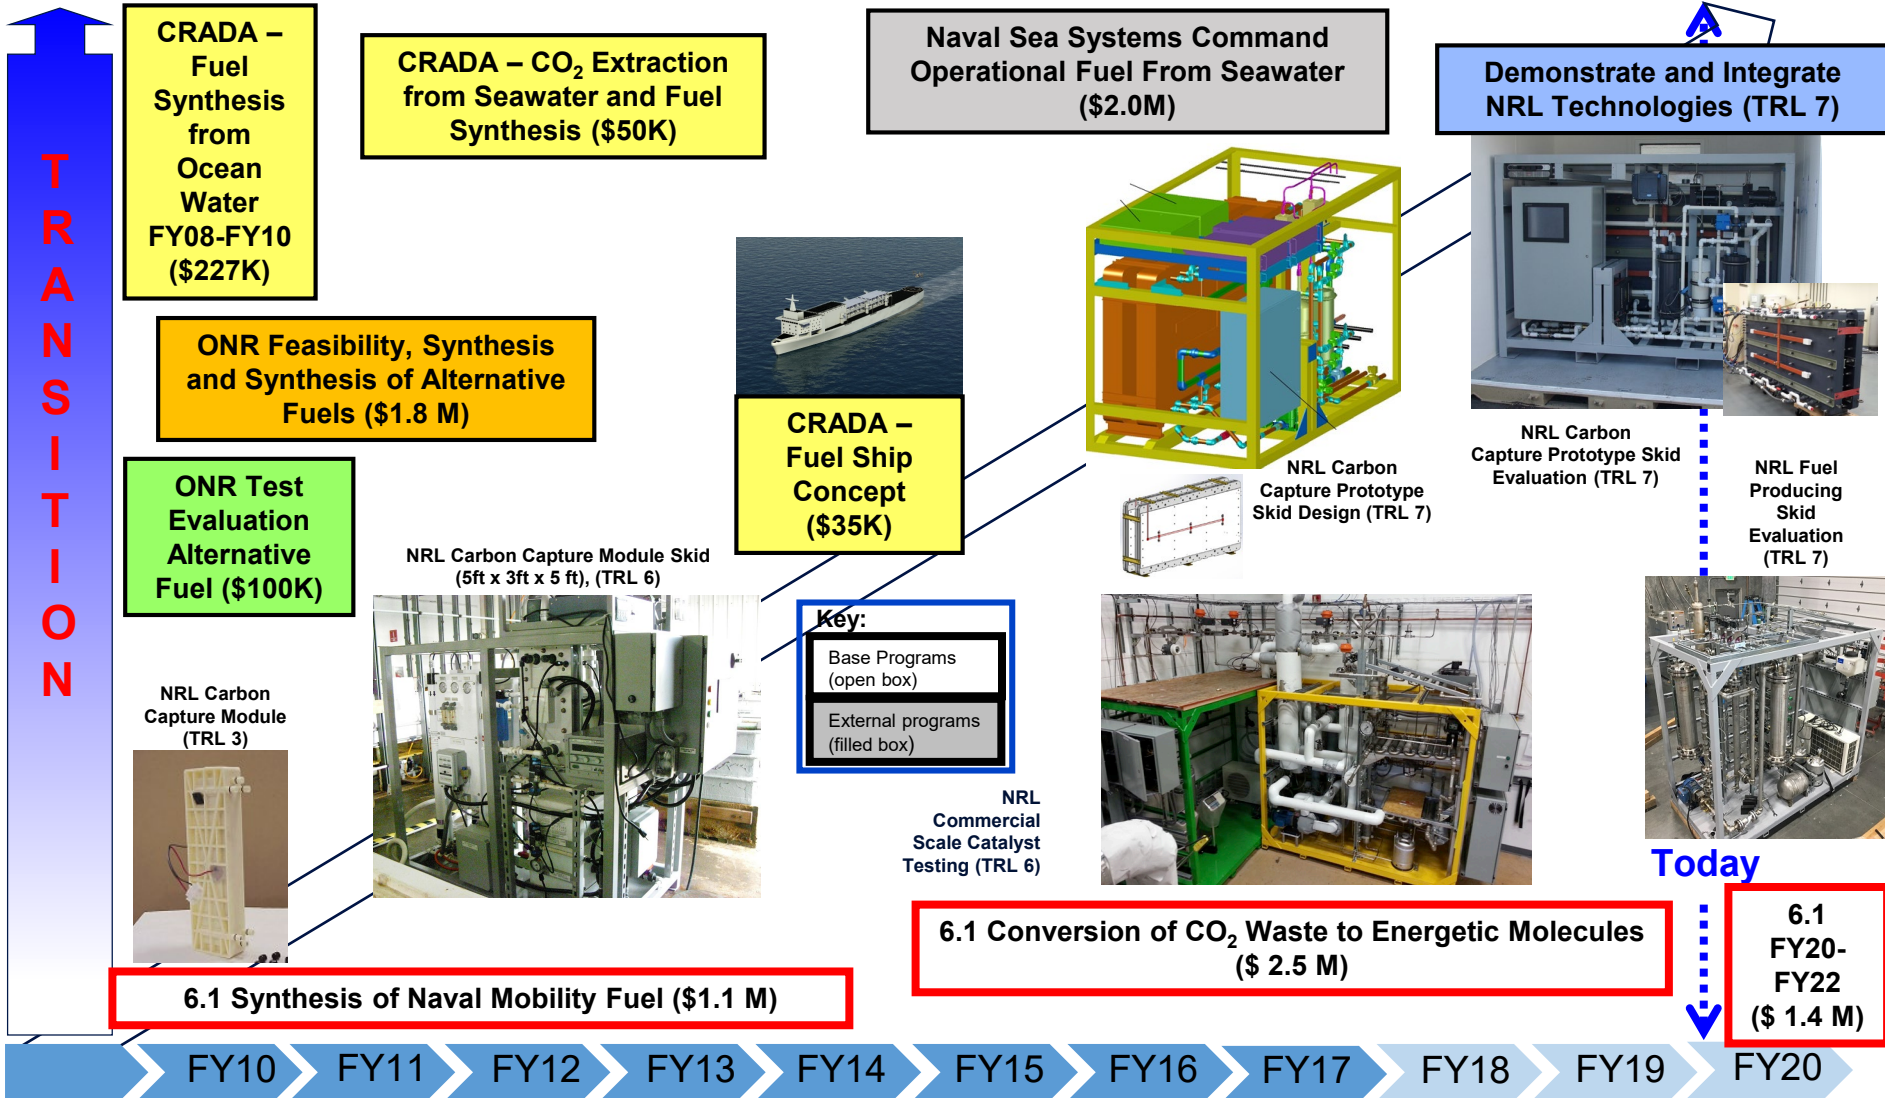 TRANSITION
CRADA –
Fuel
Synthesis
from
Ocean
Water
FY08-FY10
($227K)
CRADA – CO₂ Extraction
from Seawater and Fuel
Synthesis ($50K)
Naval Sea Systems Command
Operational Fuel From Seawater
($2.0M)
Demonstrate and Integrate
NRL Technologies (TRL 7)
ONR Feasibility, Synthesis
and Synthesis of Alternative
Fuels ($1.8 M)
CRADA –
Fuel Ship
Concept
($35K)
NRL Carbon
Capture Prototype
Skid Design (TRL 7)
NRL Carbon
Capture Prototype Skid
Evaluation (TRL 7)
NRL Fuel
Producing
Skid
Evaluation
(TRL 7)
ONR Test
Evaluation
Alternative
Fuel ($100K)
NRL Carbon Capture Module Skid
(5ft x 3ft x 5 ft), (TRL 6)
Key:
Base Programs
(open box)
External programs
(filled box)
NRL Carbon
Capture Module
(TRL 3)
NRL
Commercial
Scale Catalyst
Testing (TRL 6)
Today
6.1 Conversion of CO₂ Waste to Energetic Molecules
($ 2.5 M)
6.1
FY20-
FY22
($ 1.4 M)
6.1 Synthesis of Naval Mobility Fuel ($1.1 M)
FY10 FY11 FY12 FY13 FY14 FY15 FY16 FY17 FY18 FY19 FY20